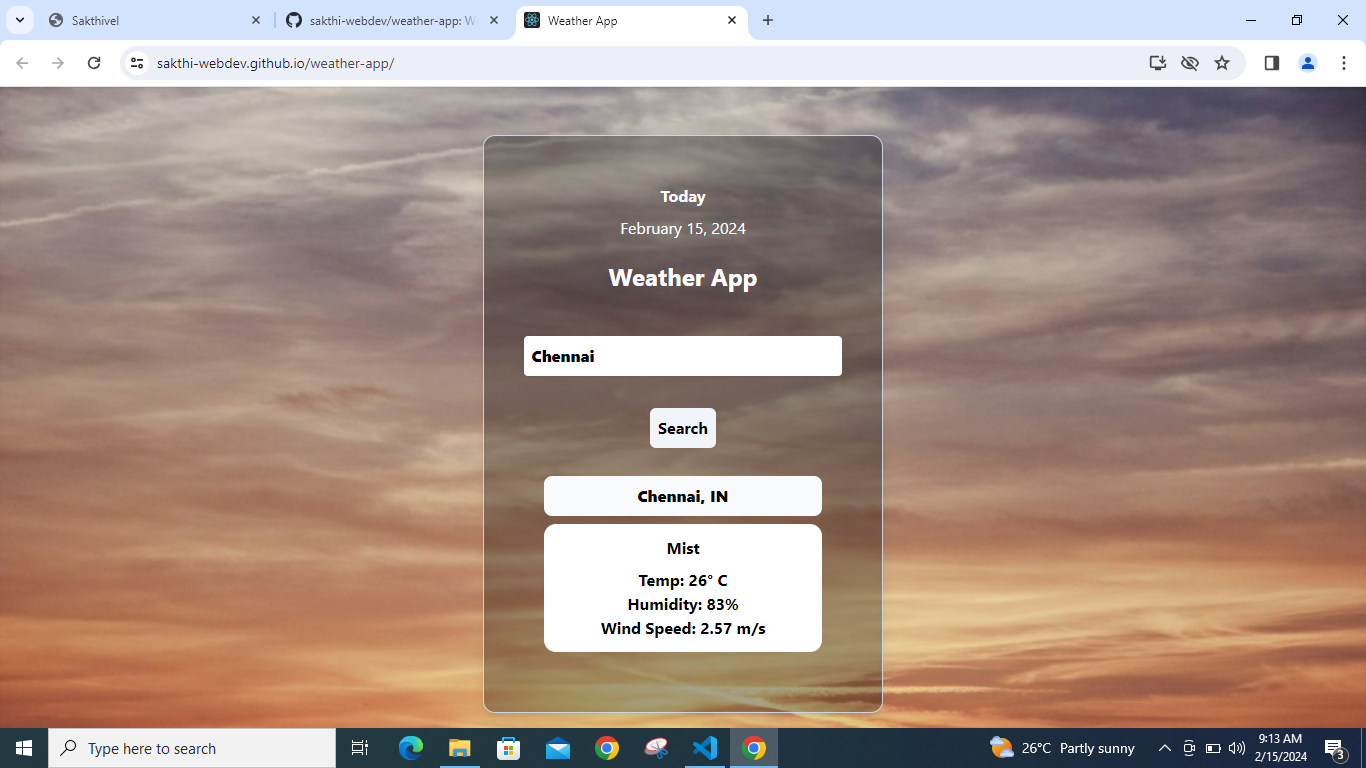 Sakthivel
sakthi-webdev/weather-app: W
Weather App
sakthi-webdev.github.io/weather-app/
Today
February 15, 2024
Weather App
Chennai
Search
Chennai, IN
Mist
Temp: 26° C
Humidity: 83%
Wind Speed: 2.57 m/s
Type here to search
26°C Partly sunny
9:13 AM
2/15/2024
3